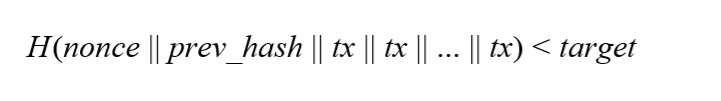 H(nonce || prev_hash || tx || tx || ... || tx) < target